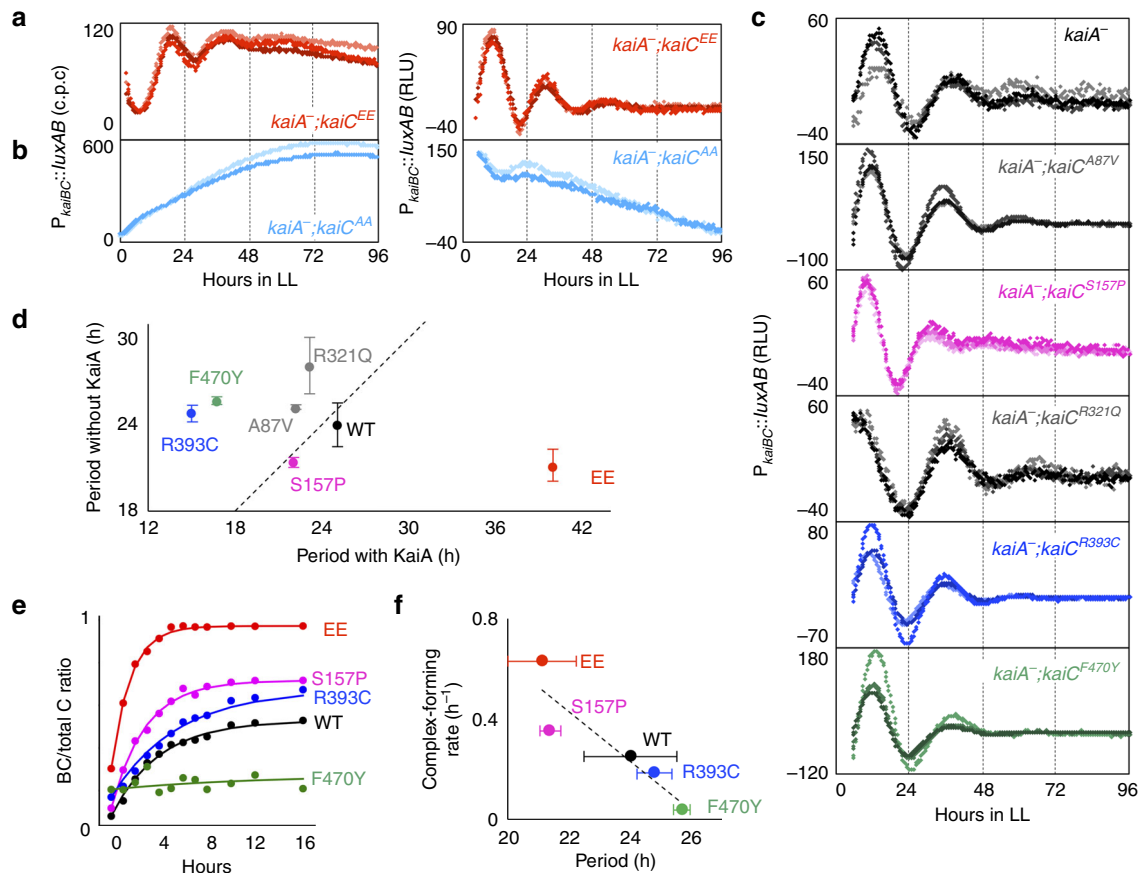 a
120
P_kaiBC::luxAB (c.p.c)
0
kaiA⁻;kaiC^EE
90
P_kaiBC::luxAB (RLU)
−40
kaiA⁻;kaiC^EE
b
600
0
kaiA⁻;kaiC^AA
0 24 48 72 96
Hours in LL
150
−40
kaiA⁻;kaiC^AA
0 24 48 72 96
Hours in LL
c
P_kaiBC::luxAB (RLU)
60
kaiA⁻
−40
150
kaiA⁻;kaiC^A87V
−100
60
kaiA⁻;kaiC^S157P
−40
60
kaiA⁻;kaiC^R321Q
−40
80
kaiA⁻;kaiC^R393C
−70
180
kaiA⁻;kaiC^F470Y
−120
0 24 48 72 96
Hours in LL
d
Period without KaiA (h)
30
24
18
R321Q
F470Y
A87V
R393C
WT
S157P
EE
12 18 24 30 36 42
Period with KaiA (h)
e
BC/total C ratio
1
0
EE
S157P
R393C
WT
F470Y
0 4 8 12 16
Hours
f
Complex-forming
rate (h⁻¹)
0.8
0.4
0
EE
S157P
WT
R393C
F470Y
20 22 24 26
Period (h)